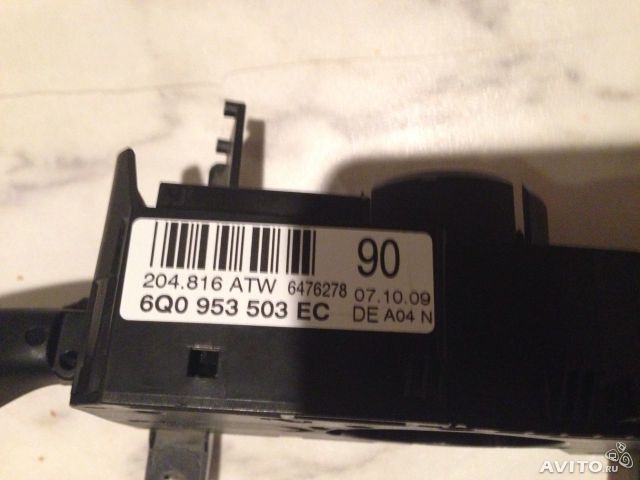 90
204.816 ATW 6476278 07.10.09
6Q0 953 503 EC DE A04 N
AVITO.ru